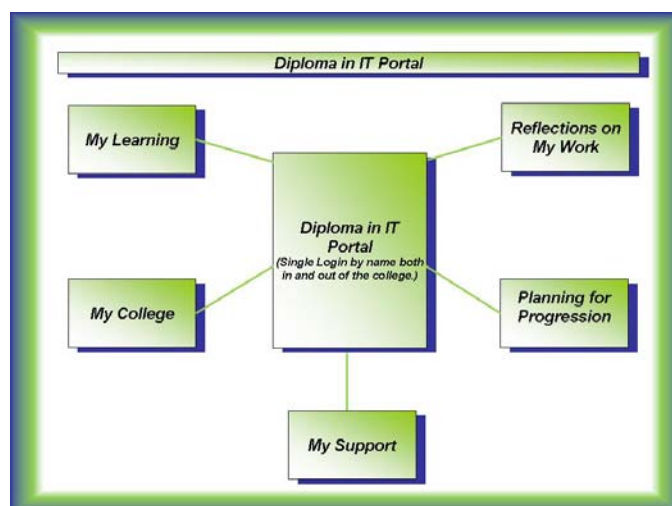 Diploma in IT Portal
My Learning
Reflections on
My Work
Diploma in IT
Portal
(Single Login by name both
in and out of the college.)
My College
Planning for
Progression
My Support